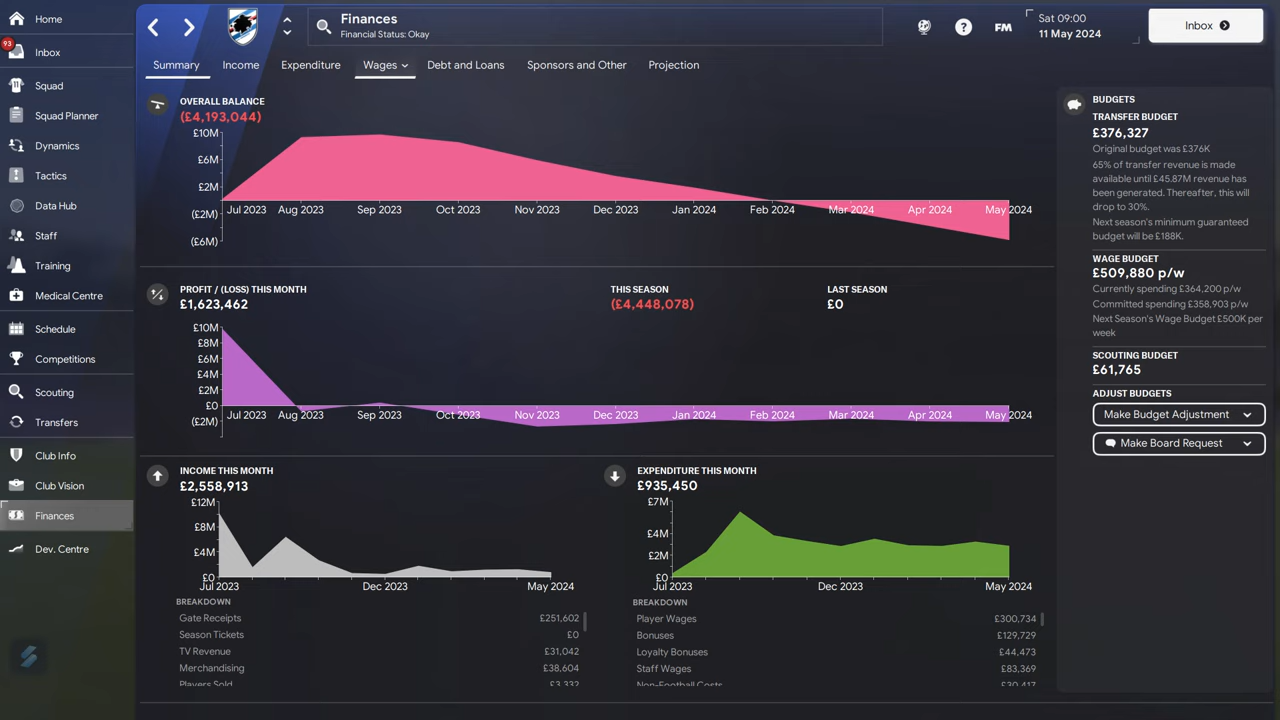 Home
93
Inbox
Squad
Squad Planner
Dynamics
Tactics
Data Hub
Staff
Training
Medical Centre
Schedule
Competitions
Scouting
Transfers
Club Info
Club Vision
Finances
Dev. Centre
Finances
Financial Status: Okay
?
FM
Sat 09:00
11 May 2024
Inbox
Summary Income Expenditure Wages Debt and Loans Sponsors and Other Projection
OVERALL BALANCE
(£4,193,044)
£10M
£6M
£2M
(£2M)
(£6M)
Jul 2023 Aug 2023 Sep 2023 Oct 2023 Nov 2023 Dec 2023 Jan 2024 Feb 2024 Mar 2024 Apr 2024 May 2024
PROFIT / (LOSS) THIS MONTH
£1,623,462
THIS SEASON
(£4,448,078)
LAST SEASON
£0
£10M
£8M
£6M
£4M
£2M
£0
(£2M)
Jul 2023 Aug 2023 Sep 2023 Oct 2023 Nov 2023 Dec 2023 Jan 2024 Feb 2024 Mar 2024 Apr 2024 May 2024
INCOME THIS MONTH
£2,558,913
£12M
£8M
£4M
£0
Jul 2023 Dec 2023 May 2024
BREAKDOWN
Gate Receipts £251,602
Season Tickets £0
TV Revenue £31,042
Merchandising £38,604
Players Sold £3,332
EXPENDITURE THIS MONTH
£935,450
£7M
£4M
£2M
£0
Jul 2023 Dec 2023 May 2024
BREAKDOWN
Player Wages £300,734
Bonuses £129,729
Loyalty Bonuses £44,473
Staff Wages £83,369
Non-Football Costs £30,417
BUDGETS
TRANSFER BUDGET
£376,327
Original budget was £376K
65% of transfer revenue is made
available until £45.87M revenue has
been generated. Thereafter, this will
drop to 30%.
Next season's minimum guaranteed
budget will be £188K.
WAGE BUDGET
£509,880 p/w
Currently spending £364,200 p/w
Committed spending £358,903 p/w
Next Season's Wage Budget £500K per
week
SCOUTING BUDGET
£61,765
ADJUST BUDGETS
Make Budget Adjustment
Make Board Request